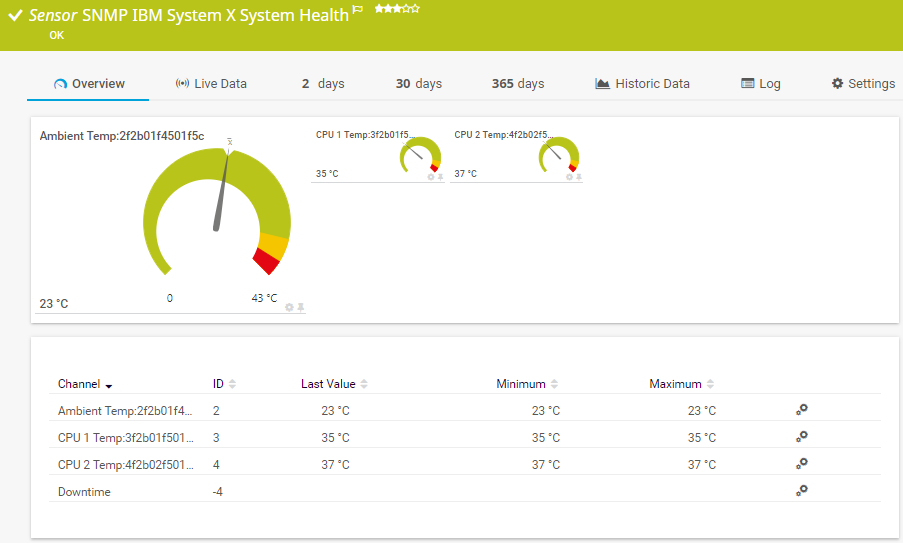 Sensor SNMP IBM System X System Health
OK
Overview Live Data 2 days 30 days 365 days Historic Data Log Settings
Ambient Temp:2f2b01f4501f5c
x̄
0 43 °C
23 °C
CPU 1 Temp:3f2b01f5...
35 °C
CPU 2 Temp:4f2b02f5...
37 °C
Channel ID Last Value Minimum Maximum
Ambient Temp:2f2b01f4... 2 23 °C 23 °C 23 °C
CPU 1 Temp:3f2b01f501... 3 35 °C 35 °C 35 °C
CPU 2 Temp:4f2b02f501... 4 37 °C 37 °C 37 °C
Downtime -4